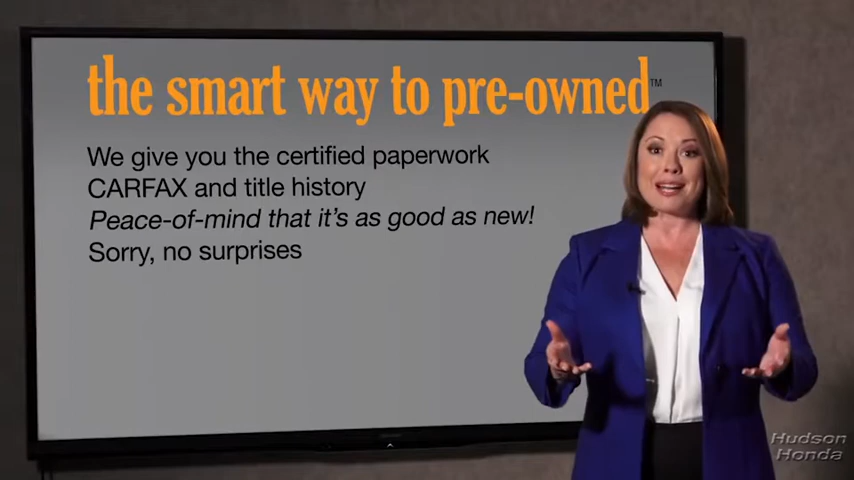 the smart way to pre-owned™
We give you the certified paperwork
CARFAX and title history
Peace-of-mind that it's as good as new!
Sorry, no surprises
Hudson
Honda